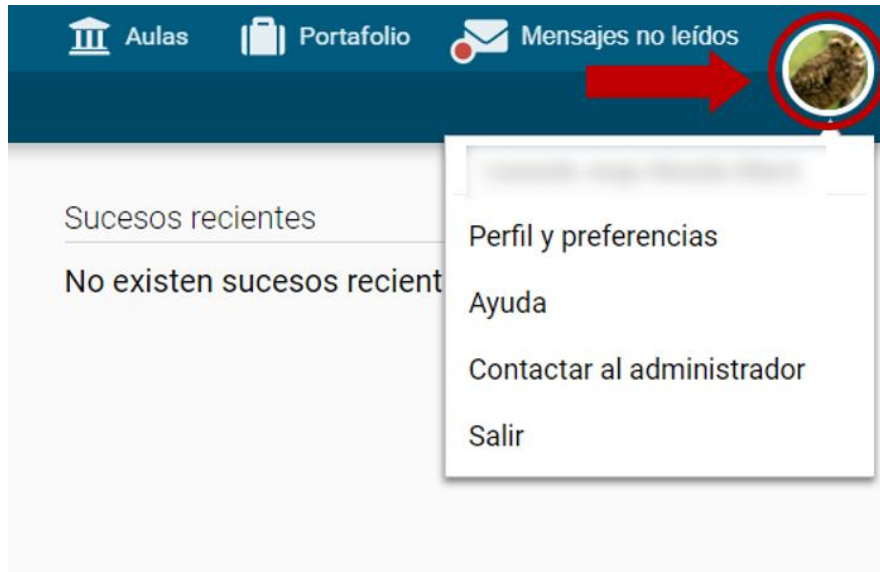 Aulas
Portafolio
Mensajes no leídos
Sucesos recientes
No existen sucesos recient
Perfil y preferencias
Ayuda
Contactar al administrador
Salir